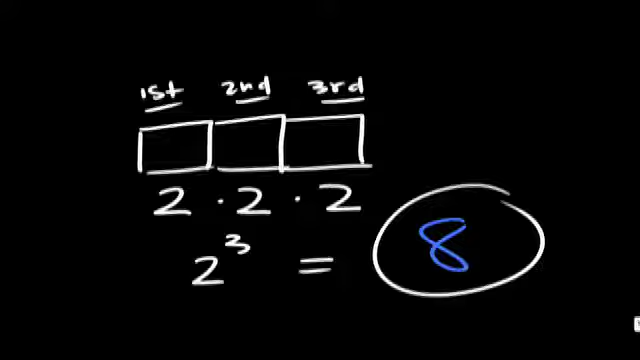 1st 2nd 3rd
2 · 2 · 2
2³ = 8